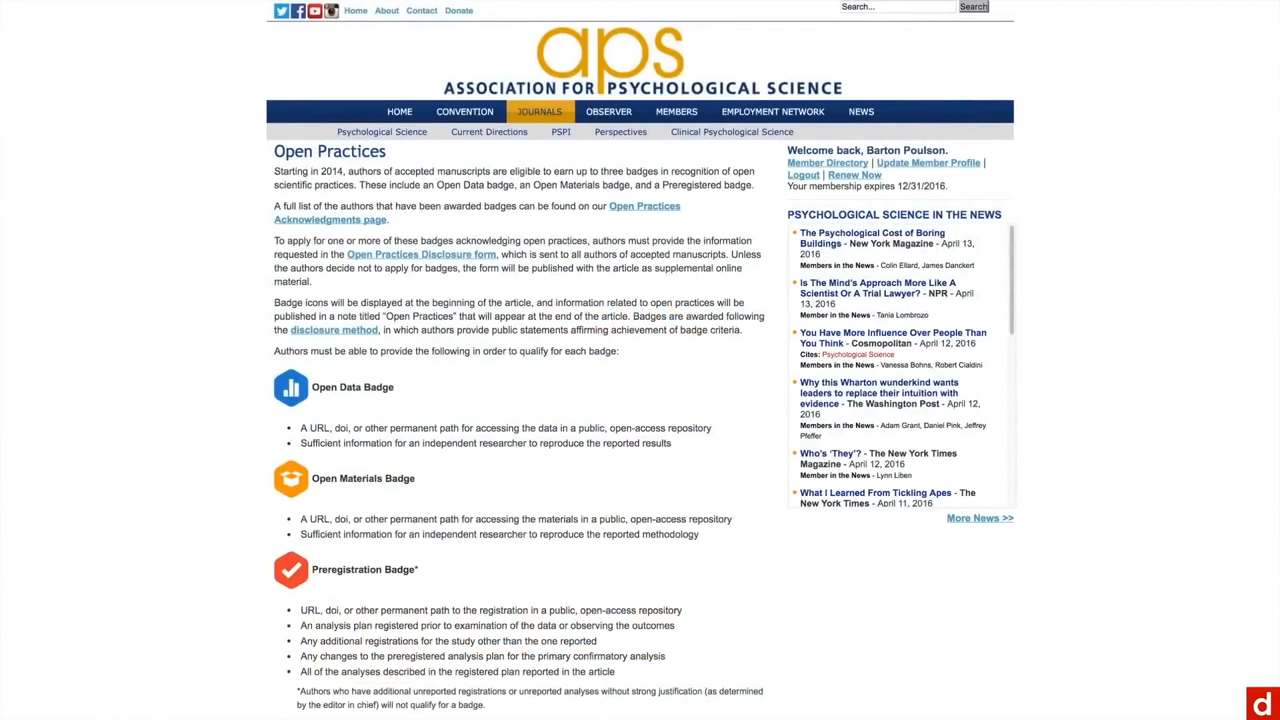 Home About Contact Donate
Search... Search
aps
ASSOCIATION FOR PSYCHOLOGICAL SCIENCE
HOME CONVENTION JOURNALS OBSERVER MEMBERS EMPLOYMENT NETWORK NEWS
Psychological Science Current Directions PSPI Perspectives Clinical Psychological Science
Open Practices
Starting in 2014, authors of accepted manuscripts are eligible to earn up to three badges in recognition of open
scientific practices. These include an Open Data badge, an Open Materials badge, and a Preregistered badge.
A full list of the authors that have been awarded badges can be found on our Open Practices
Acknowledgments page.
To apply for one or more of these badges acknowledging open practices, authors must provide the information
requested in the Open Practices Disclosure form, which is sent to all authors of accepted manuscripts. Unless
the authors decide not to apply for badges, the form will be published with the article as supplemental online
material.
Badge icons will be displayed at the beginning of the article, and information related to open practices will be
published in a note titled “Open Practices” that will appear at the end of the article. Badges are awarded following
the disclosure method, in which authors provide public statements affirming achievement of badge criteria.
Authors must be able to provide the following in order to qualify for each badge:
Open Data Badge
• A URL, doi, or other permanent path for accessing the data in a public, open-access repository
• Sufficient information for an independent researcher to reproduce the reported results
Open Materials Badge
• A URL, doi, or other permanent path for accessing the materials in a public, open-access repository
• Sufficient information for an independent researcher to reproduce the reported methodology
Preregistration Badge*
• URL, doi, or other permanent path to the registration in a public, open-access repository
• An analysis plan registered prior to examination of the data or observing the outcomes
• Any additional registrations for the study other than the one reported
• Any changes to the preregistered analysis plan for the primary confirmatory analysis
• All of the analyses described in the registered plan reported in the article
*Authors who have additional unreported registrations or unreported analyses without strong justification (as determined
by the editor in chief) will not qualify for a badge.
Welcome back, Barton Poulson.
Member Directory | Update Member Profile |
Logout | Renew Now
Your membership expires 12/31/2016.
PSYCHOLOGICAL SCIENCE IN THE NEWS
• The Psychological Cost of Boring
Buildings - New York Magazine - April 13,
2016
Members in the News - Colin Ellard, James Danckert
• Is The Mind’s Approach More Like A
Scientist Or A Trial Lawyer? - NPR - April
13, 2016
Member in the News - Tania Lombrozo
• You Have More Influence Over People Than
You Think - Cosmopolitan - April 12, 2016
Cites: Psychological Science
Members in the News - Vanessa Bohns, Robert Cialdini
• Why this Wharton wunderkind wants
leaders to replace their intuition with
evidence - The Washington Post - April 12,
2016
Members in the News - Adam Grant, Daniel Pink, Jeffrey
Pfeffer
• Who’s ‘They’? - The New York Times
Magazine - April 12, 2016
Member in the News - Lynn Liben
• What I Learned From Tickling Apes - The
New York Times - April 11, 2016
More News >>
d